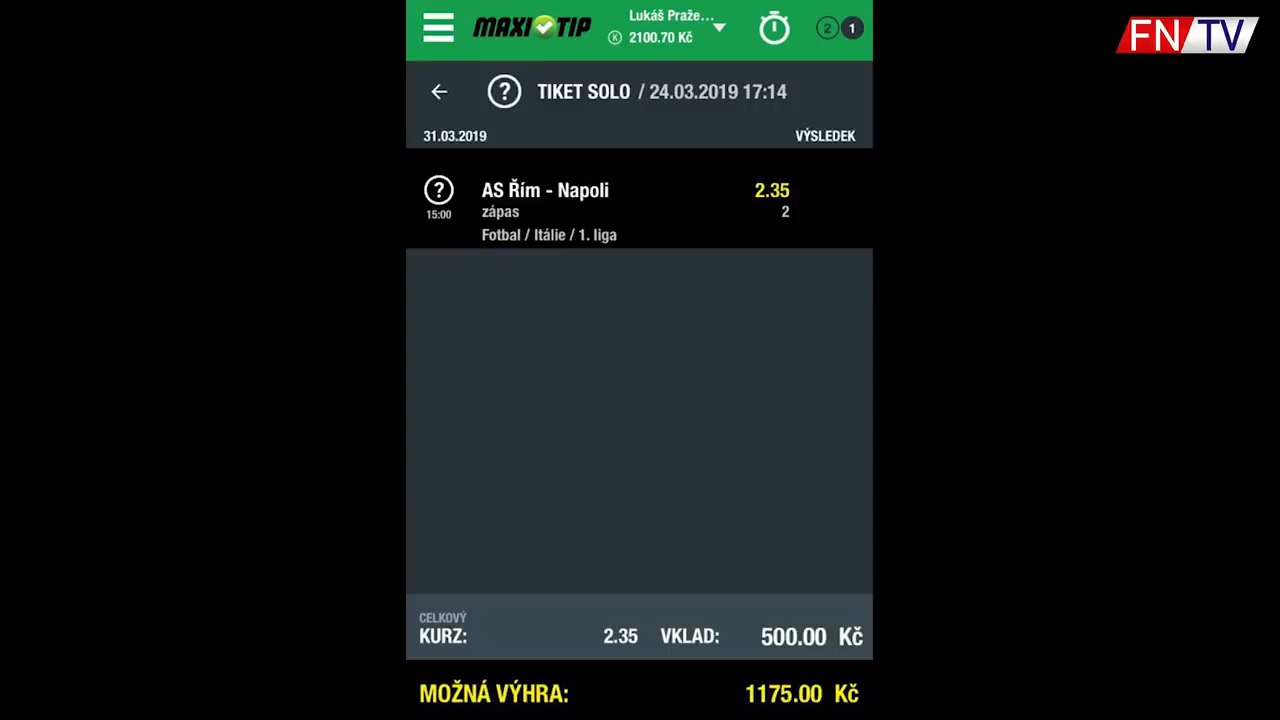 MAXI TIP
Lukáš Praže...
K 2100.70 Kč
2 1
FN TV
? TIKET SOLO / 24.03.2019 17:14
31.03.2019 VÝSLEDEK
? AS Řím - Napoli 2.35
15:00 zápas 2
Fotbal / Itálie / 1. liga
CELKOVÝ
KURZ: 2.35 VKLAD: 500.00 Kč
MOŽNÁ VÝHRA: 1175.00 Kč